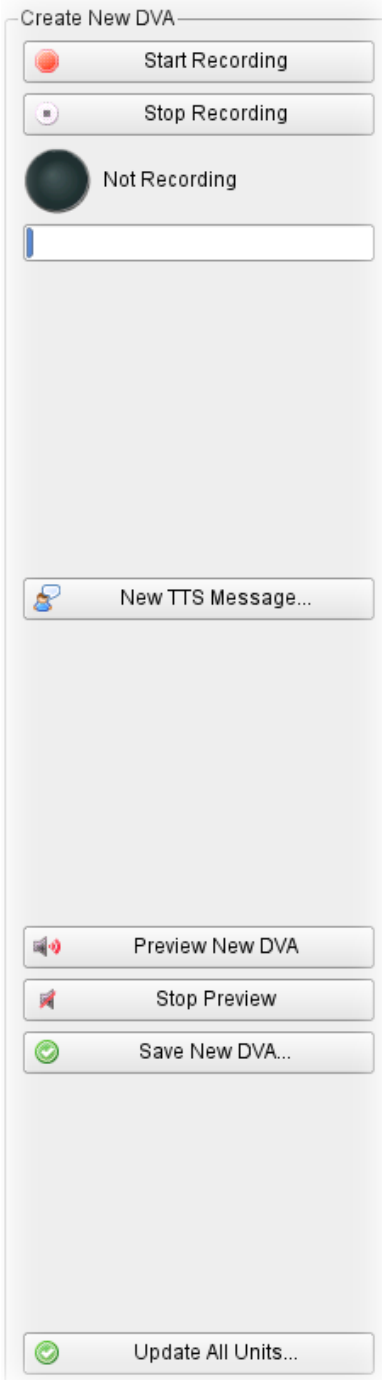 Create New DVA
Start Recording
Stop Recording
Not Recording
New TTS Message...
Preview New DVA
Stop Preview
Save New DVA...
Update All Units...